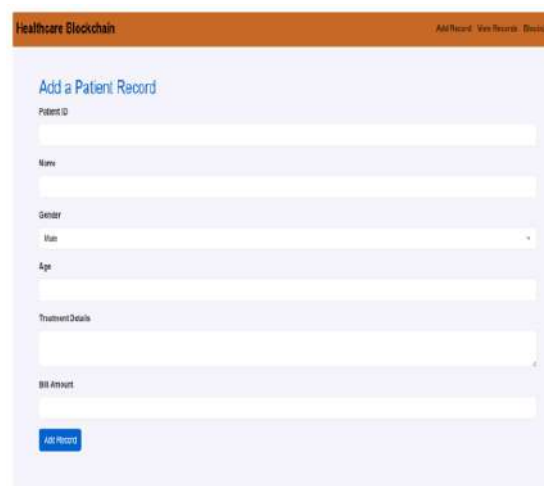 Healthcare Blockchain
Add Record View Records
Add a Patient Record
Patient ID
Name
Gender
Male
Age
Treatment Details
Bill Amount
Add Record